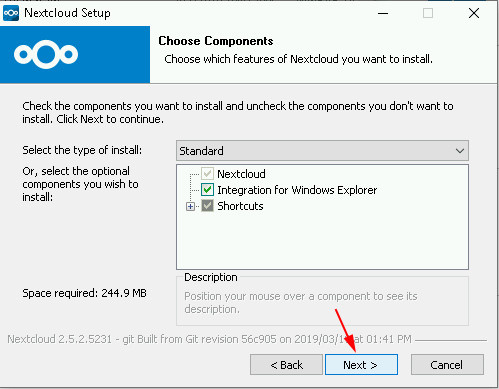 Nextcloud Setup
Choose Components
Choose which features of Nextcloud you want to install.
Check the components you want to install and uncheck the components you don't want to
install. Click Next to continue.
Select the type of install:
Standard
Or, select the optional
components you wish to
install:
Nextcloud
Integration for Windows Explorer
Shortcuts
Space required: 244.9 MB
Description
Position your mouse over a component to see its
description.
Nextcloud 2.5.2.5231 - git Built from Git revision 56c905 on at 01:41 PM
< Back
Next >
Cancel